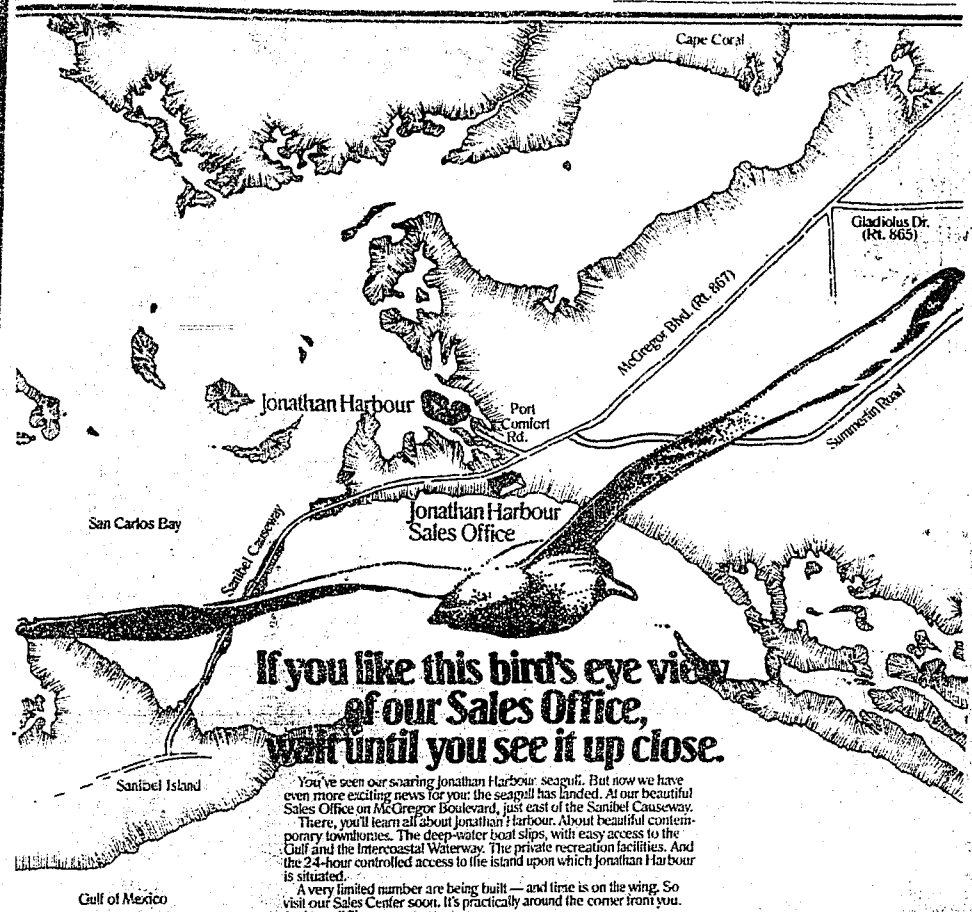 Cape Coral
Gladiolus Dr.
(Rt. 865)
McGregor Blvd. (Rt. 867)
Summerlin Road
Jonathan Harbour
Port
Comfort
Rd.
Jonathan Harbour
Sales Office
San Carlos Bay
Sanibel Causeway
If you like this bird's eye view
of our Sales Office,
wait until you see it up close.
Sanibel Island
You've seen our soaring Jonathan Harbour seagull. But now we have
even more exciting news for you: the seagull has landed. At our beautiful
Sales Office on McGregor Boulevard, just east of the Sanibel Causeway.
There, you'll learn all about Jonathan Harbour. About beautiful contem-
porary townhomes. The deep-water boat slips, with easy access to the
Gulf and the Intercoastal Waterway. The private recreation facilities. And
the 24-hour controlled access to the island upon which Jonathan Harbour
is situated.
A very limited number are being built — and time is on the wing. So
visit our Sales Center soon. It's practically around the corner from you.
Gulf of Mexico